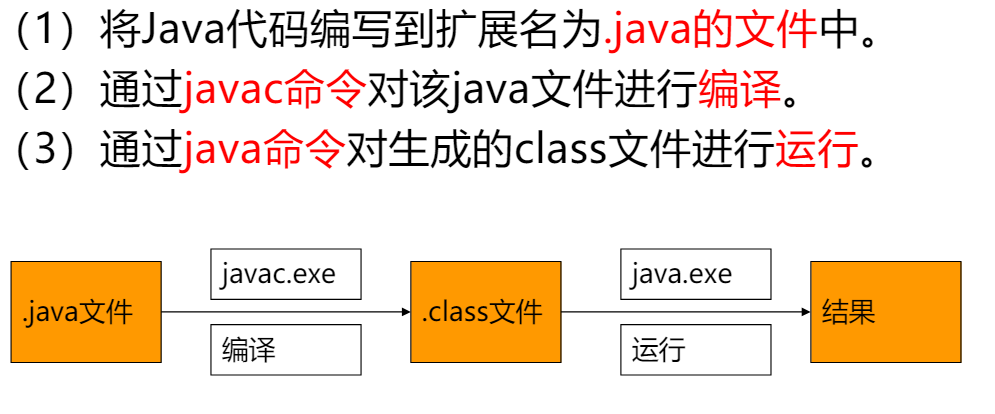 （1）将Java代码编写到扩展名为.java的文件中。
（2）通过javac命令对该java文件进行编译。
（3）通过java命令对生成的class文件进行运行。
javac.exe
java.exe
.java文件
.class文件
结果
编译
运行